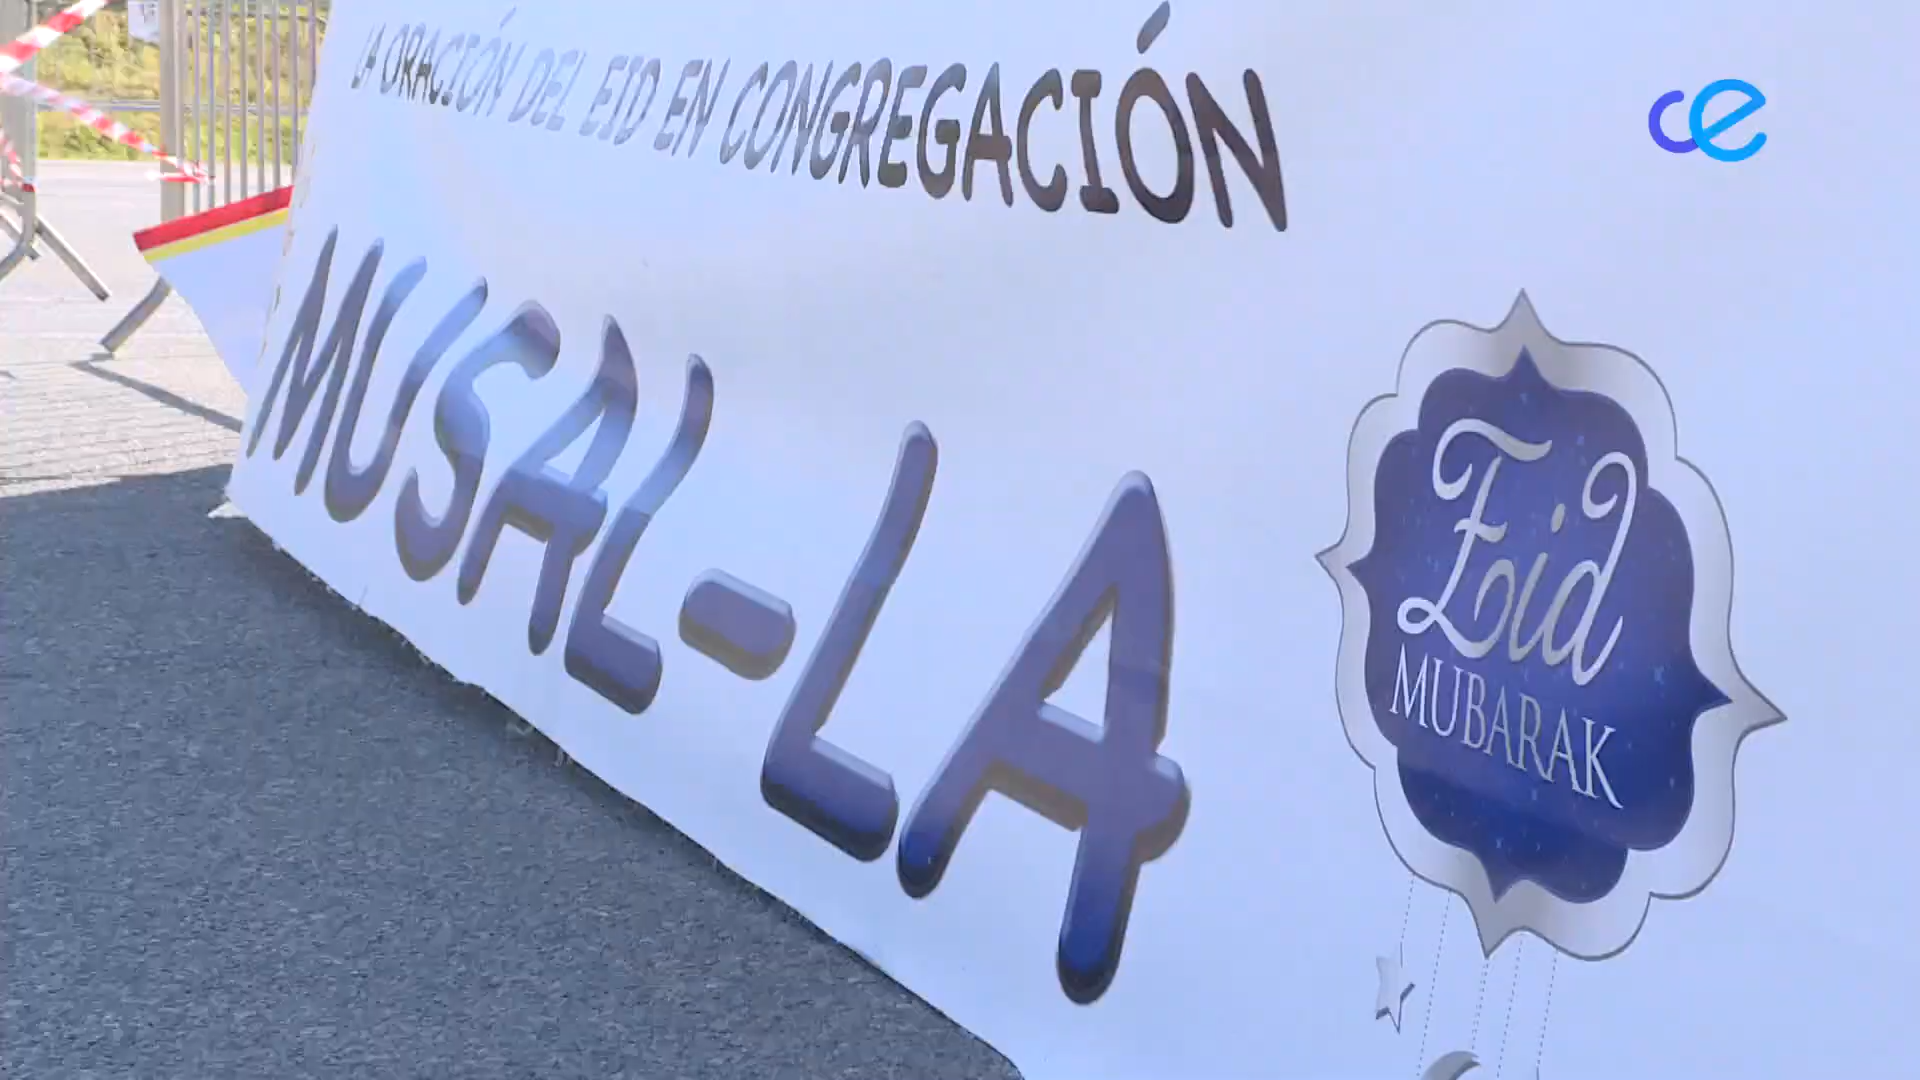 LA ORACIÓN DEL EID EN CONGREGACIÓN
MUSAL-LA
Eid
MUBARAK
ce